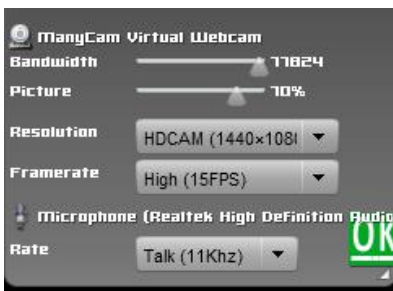 ManyCam Virtual Webcam
Bandwidth 77824
Picture 70%
Resolution HDCAM (1440×108
Framerate High (15FPS)
Microphone (Realtek High Definition Audio
Rate Talk (11Khz)
OK